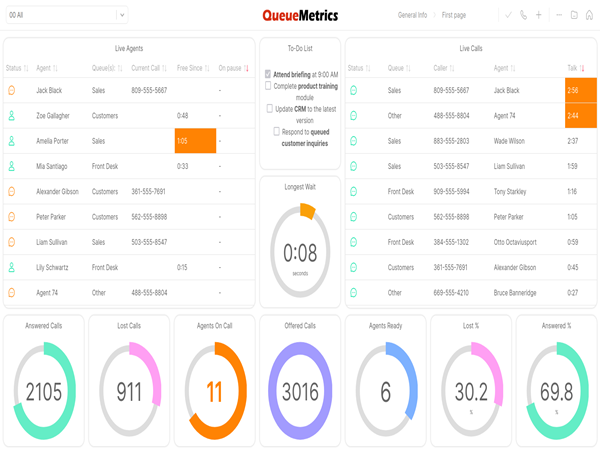 00 All
QueueMetrics
General Info
First page
Live Agents
Status Agent Queue(s): Current Call Free Since On pause
Jack Black Sales 809-555-5667 -
Zoe Gallagher Customers 0:48 -
Amelia Porter Sales 1:05 -
Mia Santiago Front Desk 0:33 -
Alexander Gibson Customers 361-555-7691 -
Peter Parker Customers 562-555-8898 -
Liam Sullivan Sales 503-555-8547 -
Lily Schwartz Front Desk 0:15 -
Agent 74 Other 488-555-8804 -
To-Do List
Attend briefing at 9:00 AM
Complete product training
module
Update CRM to the latest
version
Respond to queued
customer inquiries
Longest Wait
0:08
seconds
Live Calls
Status Queue Caller Agent Talk
Sales 809-555-5667 Jack Black 2:56
Other 488-555-8804 Agent 74 2:44
Sales 883-555-2803 Wade Wilson 2:37
Sales 503-555-8547 Liam Sullivan 1:59
Front Desk 909-555-5994 Tony Starkley 1:16
Customers 562-555-8898 Peter Parker 1:05
Front Desk 384-555-1302 Otto Octaviusport 0:59
Customers 361-555-7691 Alexander Gibson 0:45
Other 669-555-4210 Bruce Banneridge 0:27
Answered Calls
2105
Lost Calls
911
Agents On Call
11
Offered Calls
3016
Agents Ready
6
Lost %
30.2
%
Answered %
69.8
%